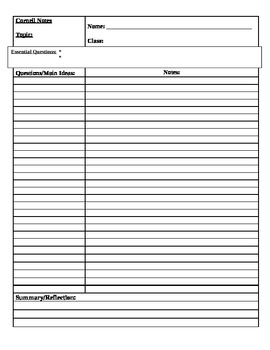 Cornell Notes
Name:
Topic:
Class:
Essential Questions: *
*
Questions/Main Ideas:
Notes:
Summary/Reflection: